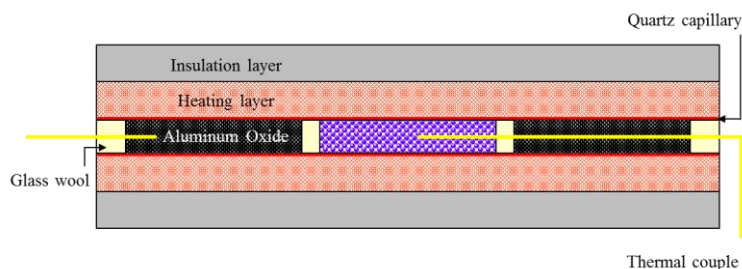 Quartz capillary
Insulation layer
Heating layer
Aluminum Oxide
Glass wool
Thermal couple